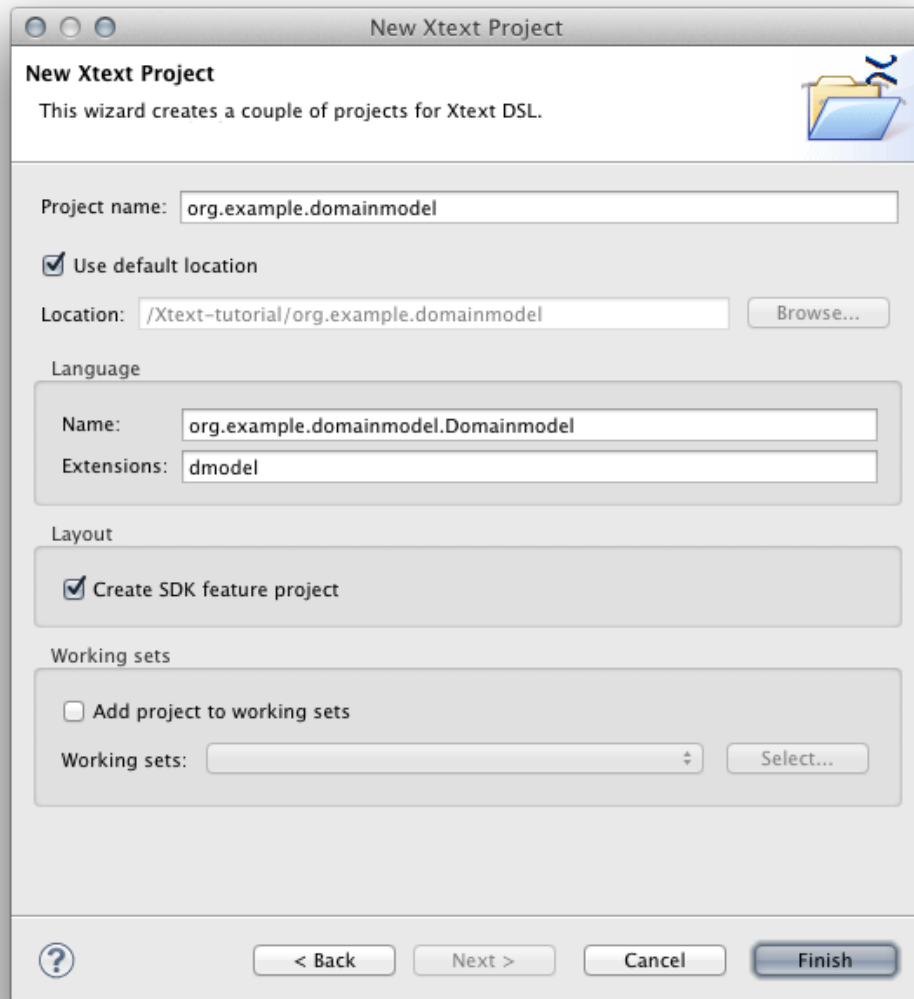 New Xtext Project
New Xtext Project
This wizard creates a couple of projects for Xtext DSL.
Project name: org.example.domainmodel
Use default location
Location: /Xtext-tutorial/org.example.domainmodel Browse...
Language
Name: org.example.domainmodel.Domainmodel
Extensions: dmodel
Layout
Create SDK feature project
Working sets
Add project to working sets
Working sets: Select...
? < Back Next > Cancel Finish